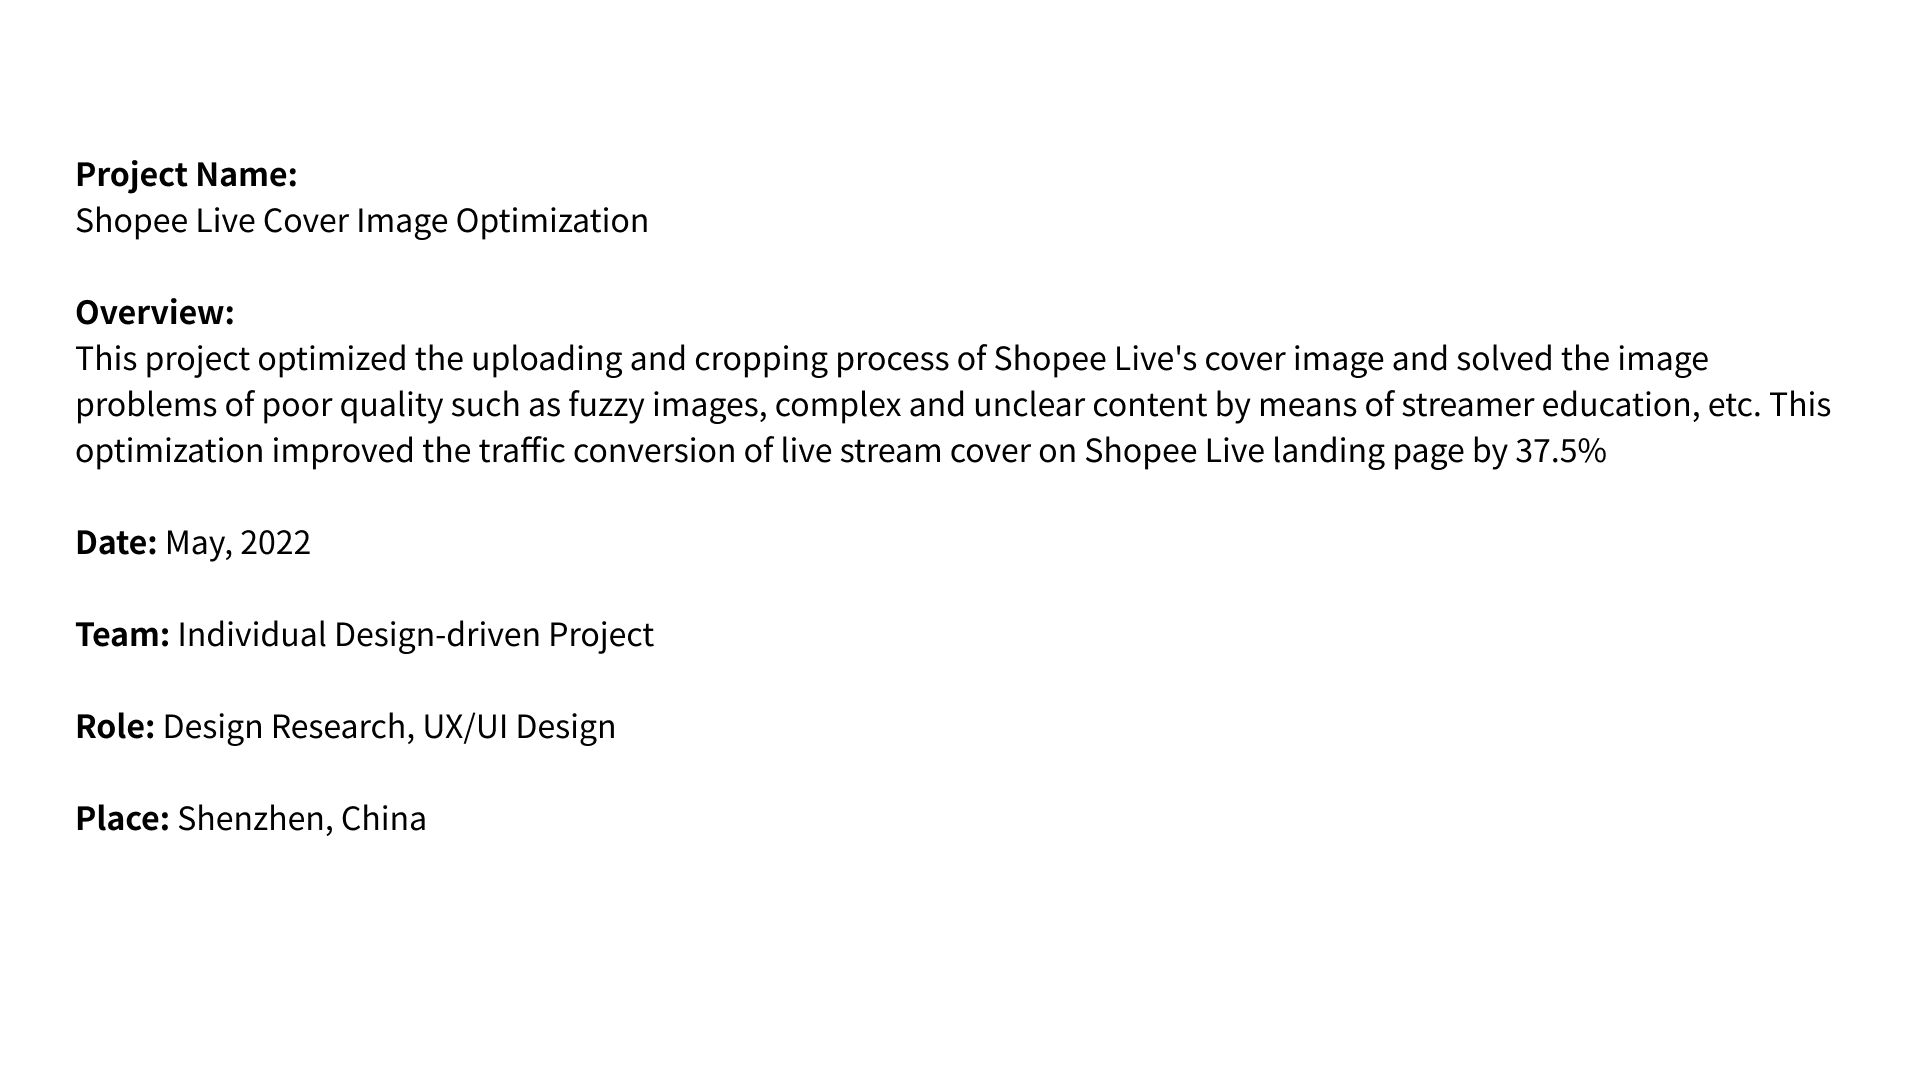 Project Name:
Shopee Live Cover Image Optimization
Overview:
This project optimized the uploading and cropping process of Shopee Live's cover image and solved the image
problems of poor quality such as fuzzy images, complex and unclear content by means of streamer education, etc. This
optimization improved the traffic conversion of live stream cover on Shopee Live landing page by 37.5%
Date: May, 2022
Team: Individual Design-driven Project
Role: Design Research, UX/UI Design
Place: Shenzhen, China